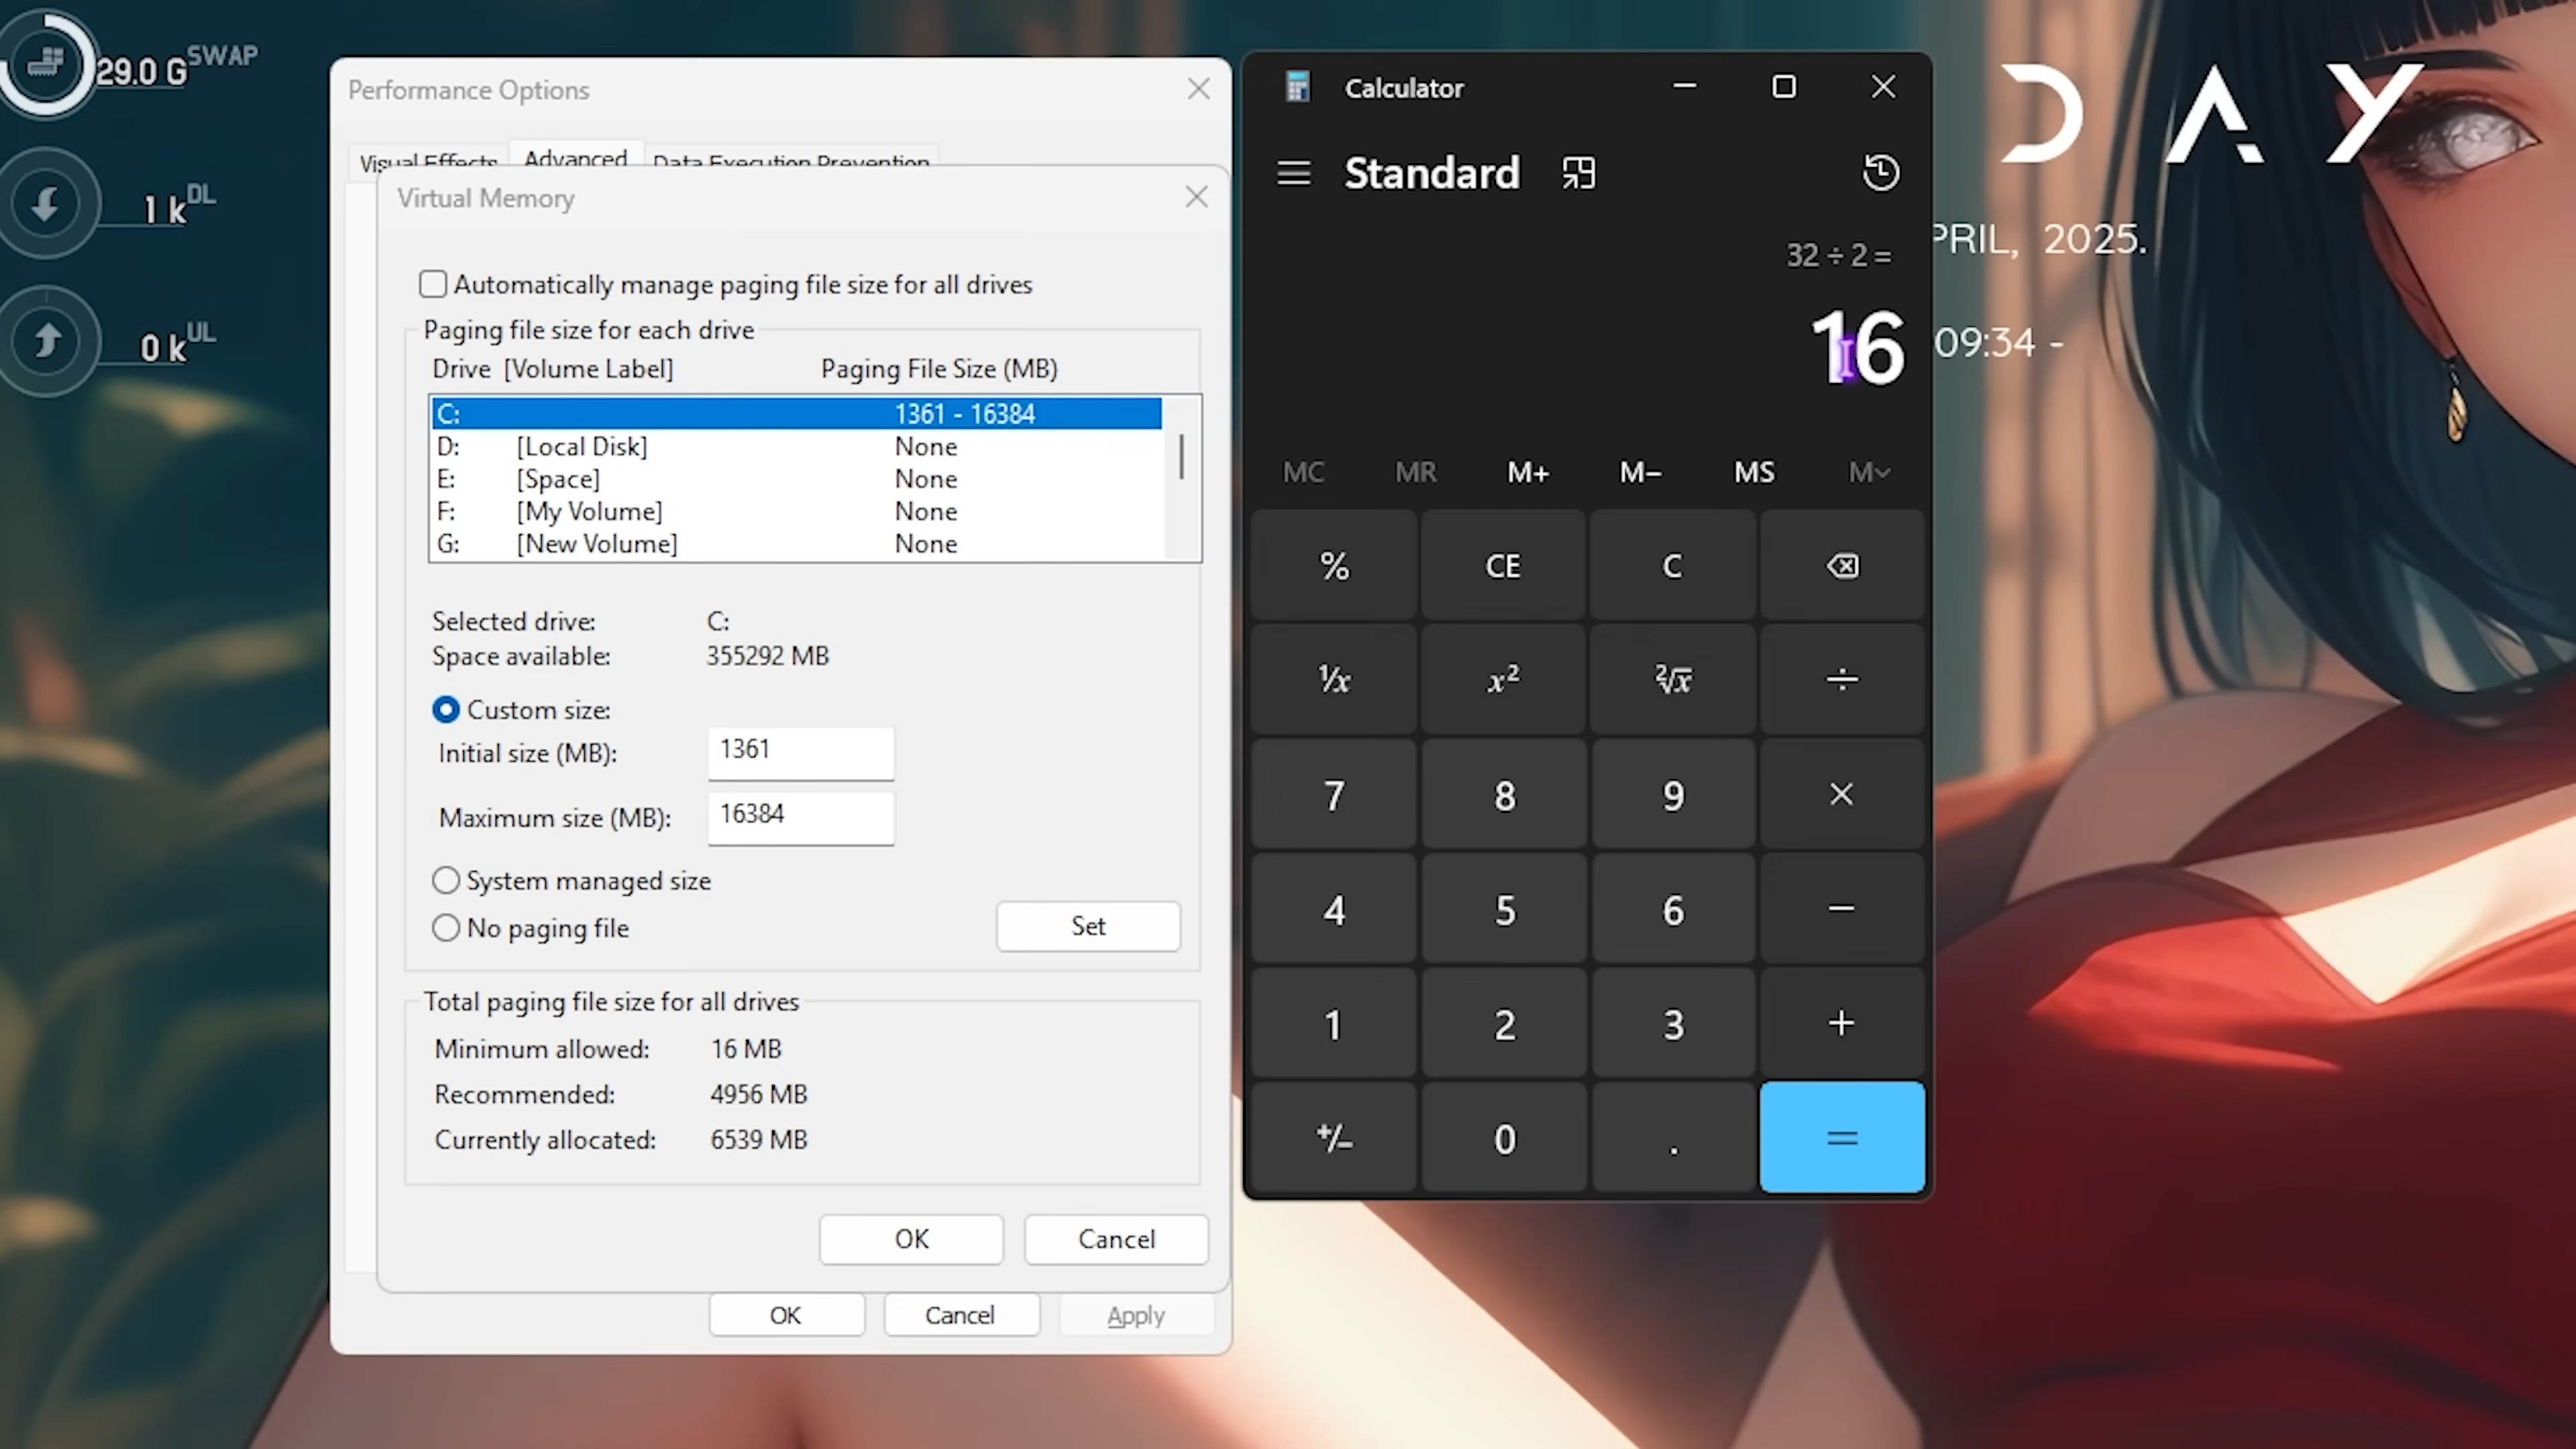 29.0 G SWAP
1 k DL
0 k UL
Performance Options
Visual Effects Advanced Data Execution Prevention
Virtual Memory
Automatically manage paging file size for all drives
Paging file size for each drive
Drive [Volume Label] Paging File Size (MB)
C: 1361 - 16384
D: [Local Disk] None
E: [Space] None
F: [My Volume] None
G: [New Volume] None
Selected drive: C:
Space available: 355292 MB
Custom size:
Initial size (MB): 1361
Maximum size (MB): 16384
System managed size
No paging file
Set
Total paging file size for all drives
Minimum allowed: 16 MB
Recommended: 4956 MB
Currently allocated: 6539 MB
OK Cancel
OK Cancel Apply
Calculator
Standard
32 ÷ 2 =
16
MC MR M+ M− MS M
% CE C
⅟x x² ²√x ÷
7 8 9 ×
4 5 6 −
1 2 3 +
+/− 0 . =
DAY
PRIL, 2025.
09:34 -